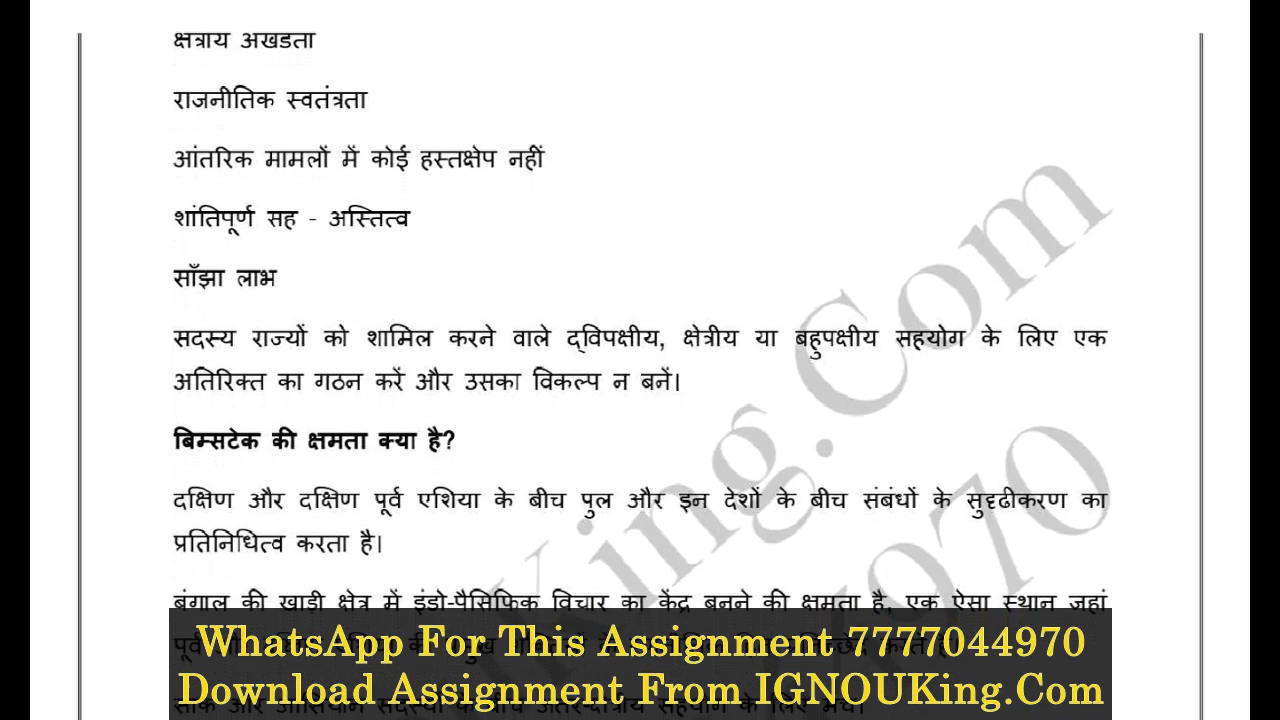 क्षेत्रीय अखंडता
राजनीतिक स्वतंत्रता
आंतरिक मामलों में कोई हस्तक्षेप नहीं
शांतिपूर्ण सह - अस्तित्व
साँझा लाभ
सदस्य राज्यों को शामिल करने वाले द्विपक्षीय, क्षेत्रीय या बहुपक्षीय सहयोग के लिए एक
अतिरिक्त का गठन करें और उसका विकल्प न बनें।
बिम्सटेक की क्षमता क्या है?
दक्षिण और दक्षिण पूर्व एशिया के बीच पुल और इन देशों के बीच संबंधों के सुदृढीकरण का
प्रतिनिधित्व करता है।
बंगाल की खाड़ी क्षेत्र में इंडो-पैसिफिक विचार का केंद्र बनने की क्षमता है, एक ऐसा स्थान जहां
WhatsApp For This Assignment 7777044970
Download Assignment From IGNOUKing.Com